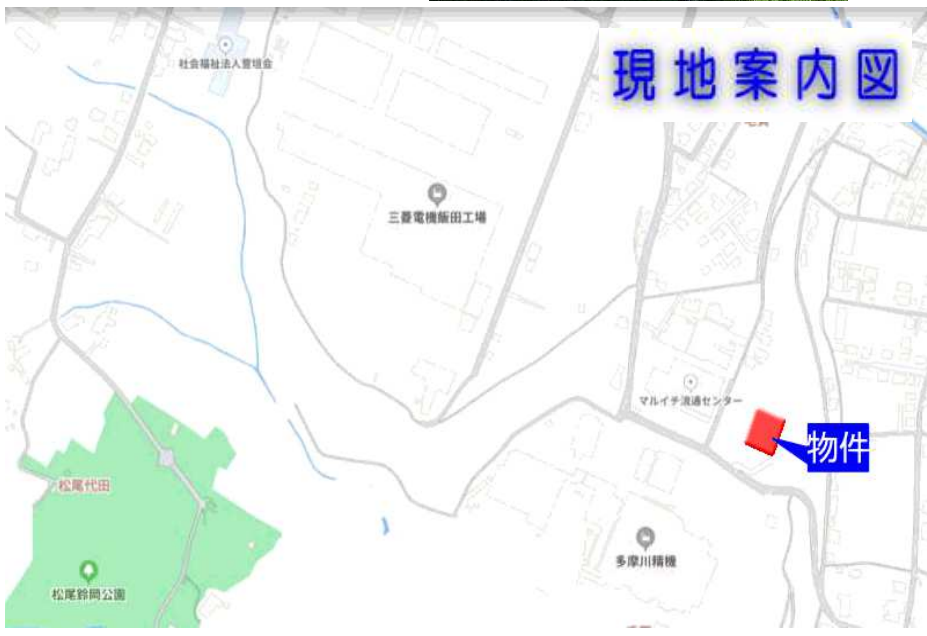 現地案内図
社会福祉法人萱垣会
三菱電機飯田工場
マルイチ流通センター
物件
松尾代田
多摩川精機
松尾鈴岡公園